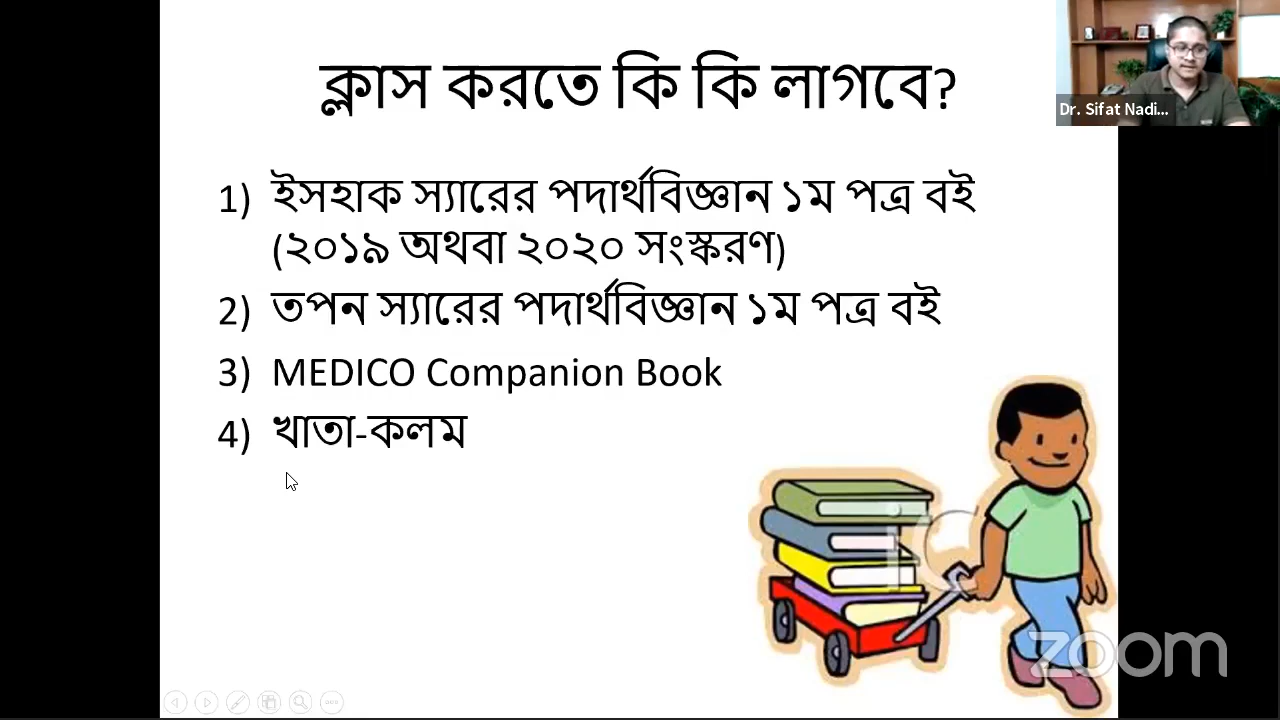 ক্লাস করতে কি কি লাগবে?
Dr. Sifat Nadi...
1) ইসহাক স্যারের পদার্থবিজ্ঞান ১ম পত্র বই
(২০১৯ অথবা ২০২০ সংস্করণ)
2) তপন স্যারের পদার্থবিজ্ঞান ১ম পত্র বই
3) MEDICO Companion Book
4) খাতা-কলম
zoom